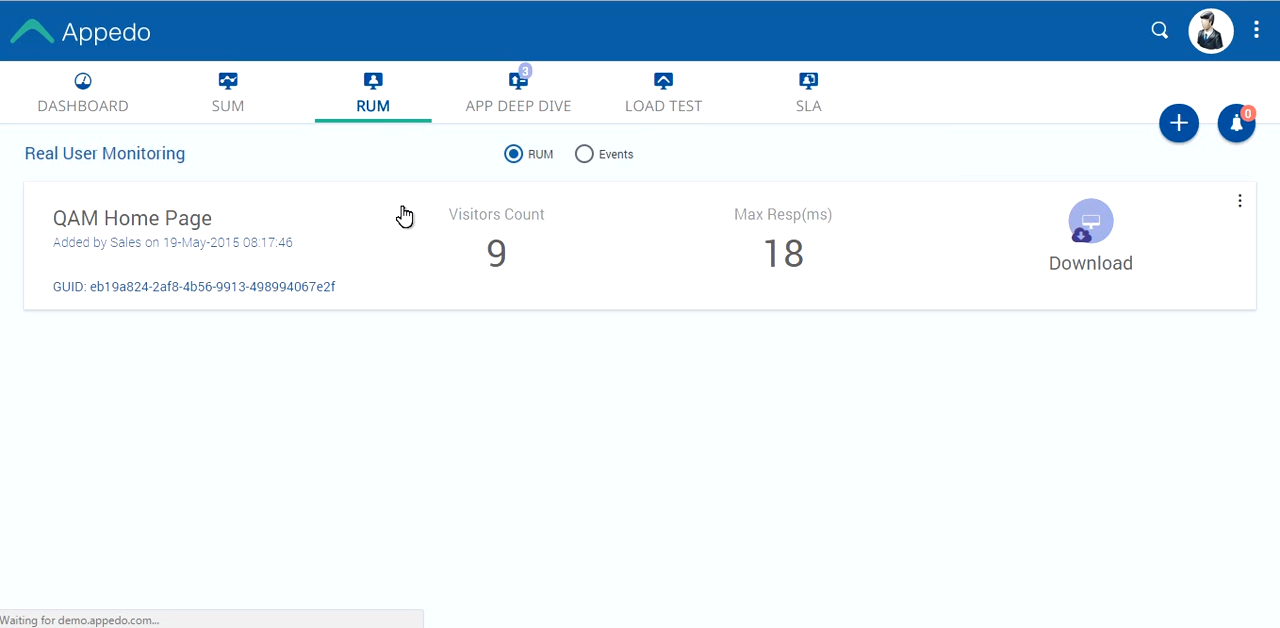 Appedo
DASHBOARD
SUM
RUM
3
APP DEEP DIVE
LOAD TEST
SLA
0
Real User Monitoring
RUM
Events
QAM Home Page
Added by Sales on 19-May-2015 08:17:46
GUID: eb19a824-2af8-4b56-9913-498994067e2f
Visitors Count
9
Max Resp(ms)
18
Download
Waiting for demo.appedo.com...